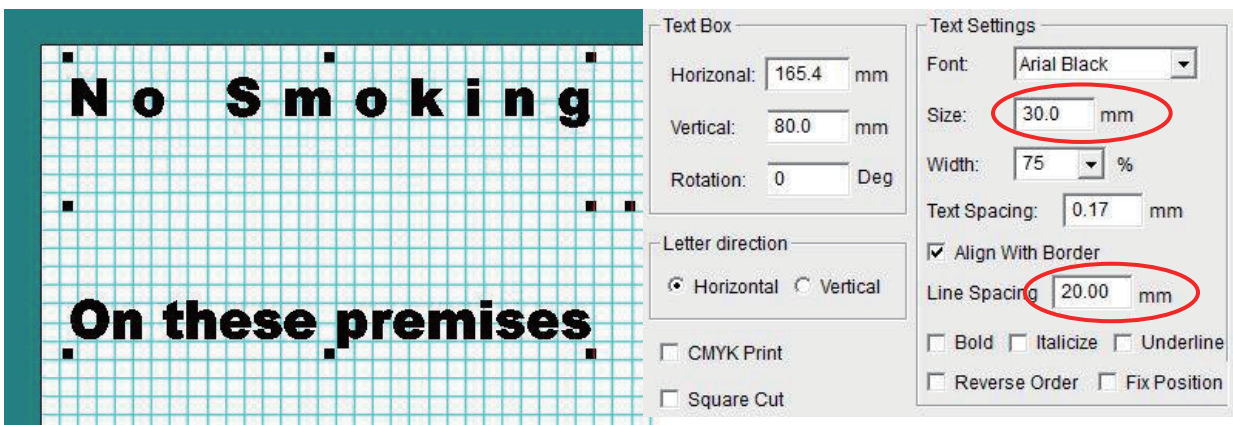 No Smoking
On these premises
Text Box
Horizonal: 165.4 mm
Vertical: 80.0 mm
Rotation: 0 Deg
Letter direction
Horizontal Vertical
CMYK Print
Square Cut
Text Settings
Font: Arial Black
Size: 30.0 mm
Width: 75 %
Text Spacing: 0.17 mm
Align With Border
Line Spacing 20.00 mm
Bold Italicize Underline
Reverse Order Fix Position